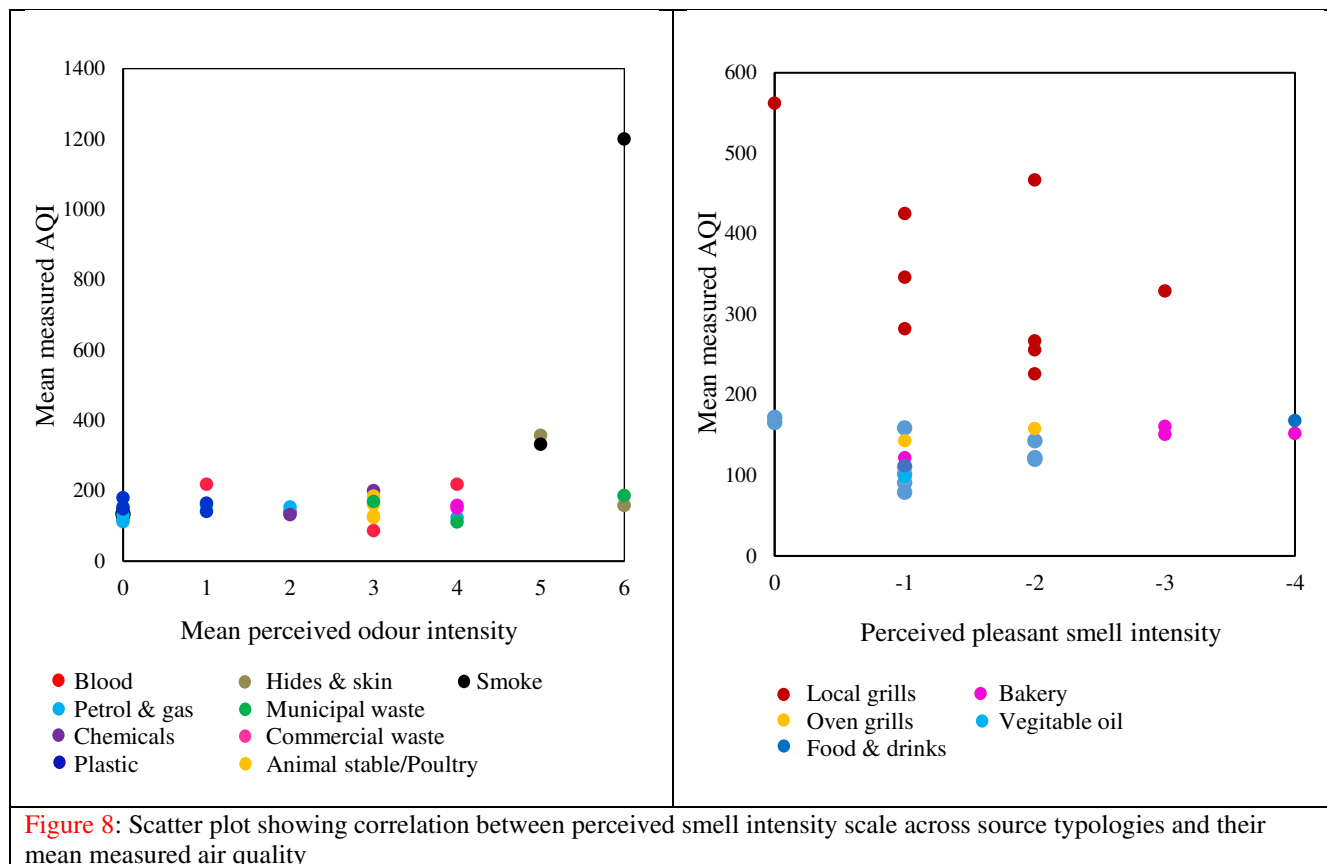 1400
1200
1000
800
600
400
200
0
Mean measured AQI
0 1 2 3 4 5 6
Mean perceived odour intensity
Blood Hides & skin Smoke
Petrol & gas Municipal waste
Chemicals Commercial waste
Plastic Animal stable/Poultry
600
500
400
300
200
100
0
Mean measured AQI
0 -1 -2 -3 -4
Perceived pleasant smell intensity
Local grills Bakery
Oven grills Vegitable oil
Food & drinks
Figure 8: Scatter plot showing correlation between perceived smell intensity scale across source typologies and their
mean measured air quality